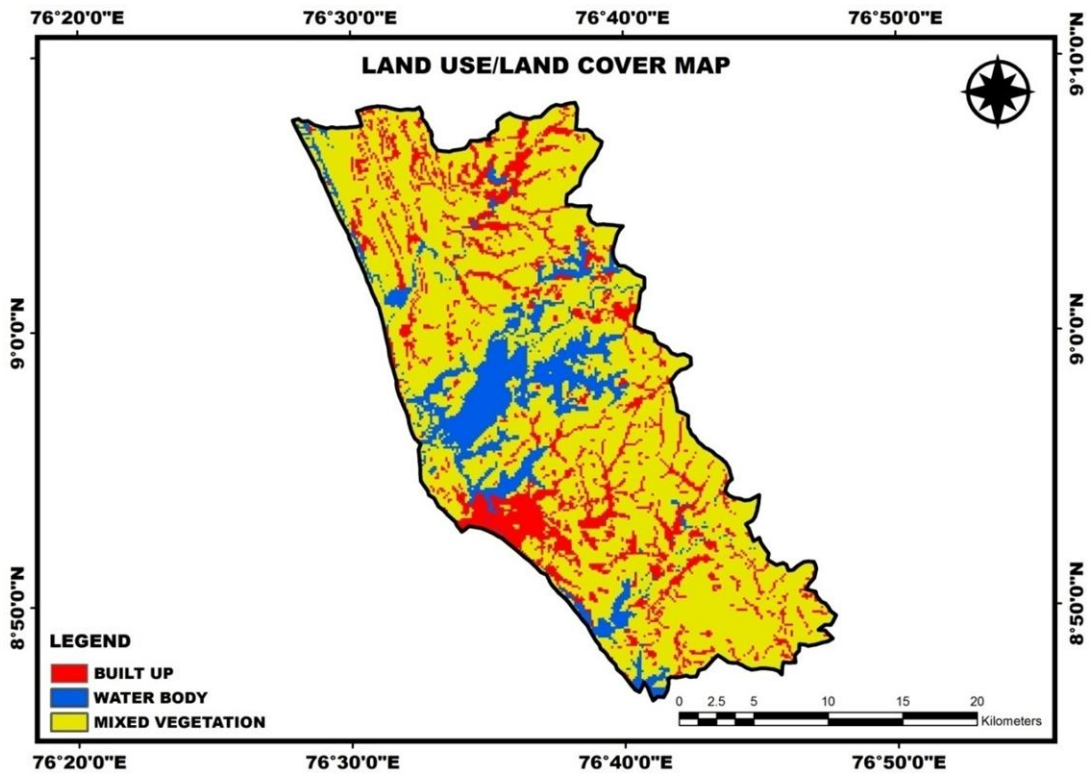 76°20'0"E 76°30'0"E 76°40'0"E 76°50'0"E
LAND USE/LAND COVER MAP
9°10'0"N
9°0'0"N 9°0'0"N
8°50'0"N 8°50'0"N
LEGEND
BUILT UP
WATER BODY
MIXED VEGETATION
0 2.5 5 10 15 20
Kilometers
76°20'0"E 76°30'0"E 76°40'0"E 76°50'0"E